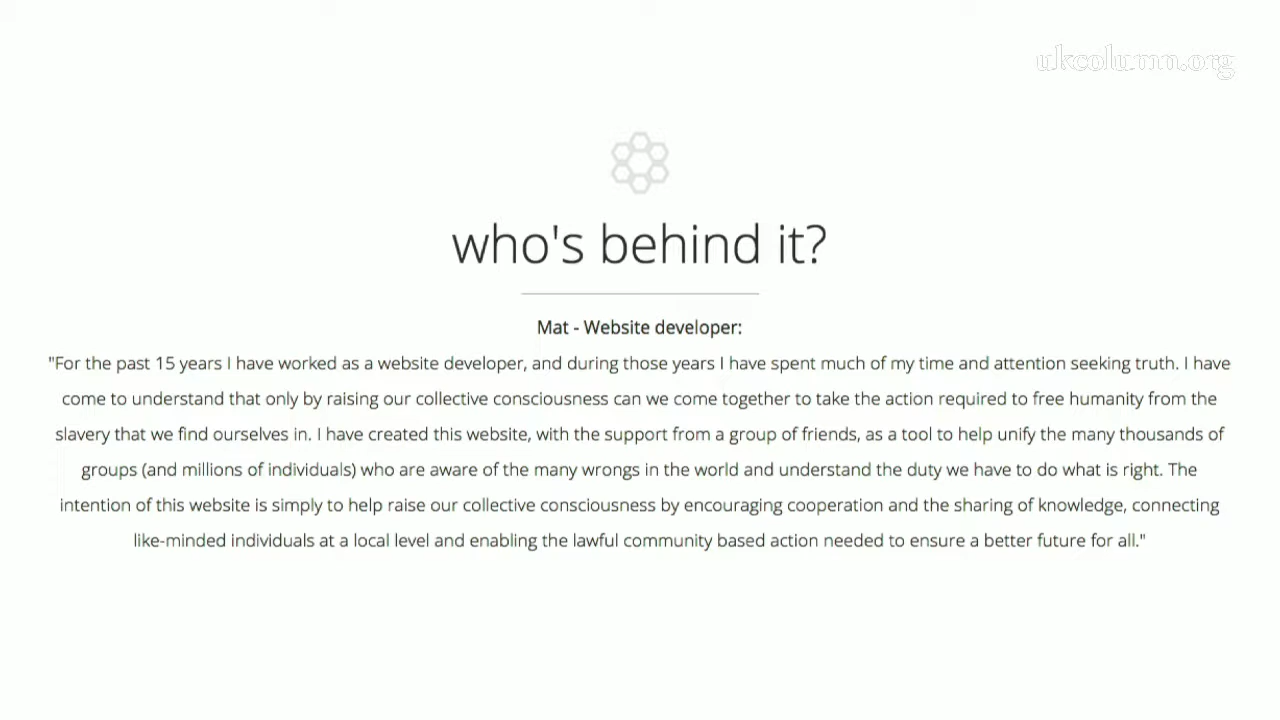 ukcolumn.org
who's behind it?
Mat - Website developer:
"For the past 15 years I have worked as a website developer, and during those years I have spent much of my time and attention seeking truth. I have
come to understand that only by raising our collective consciousness can we come together to take the action required to free humanity from the
slavery that we find ourselves in. I have created this website, with the support from a group of friends, as a tool to help unify the many thousands of
groups (and millions of individuals) who are aware of the many wrongs in the world and understand the duty we have to do what is right. The
intention of this website is simply to help raise our collective consciousness by encouraging cooperation and the sharing of knowledge, connecting
like-minded individuals at a local level and enabling the lawful community based action needed to ensure a better future for all."